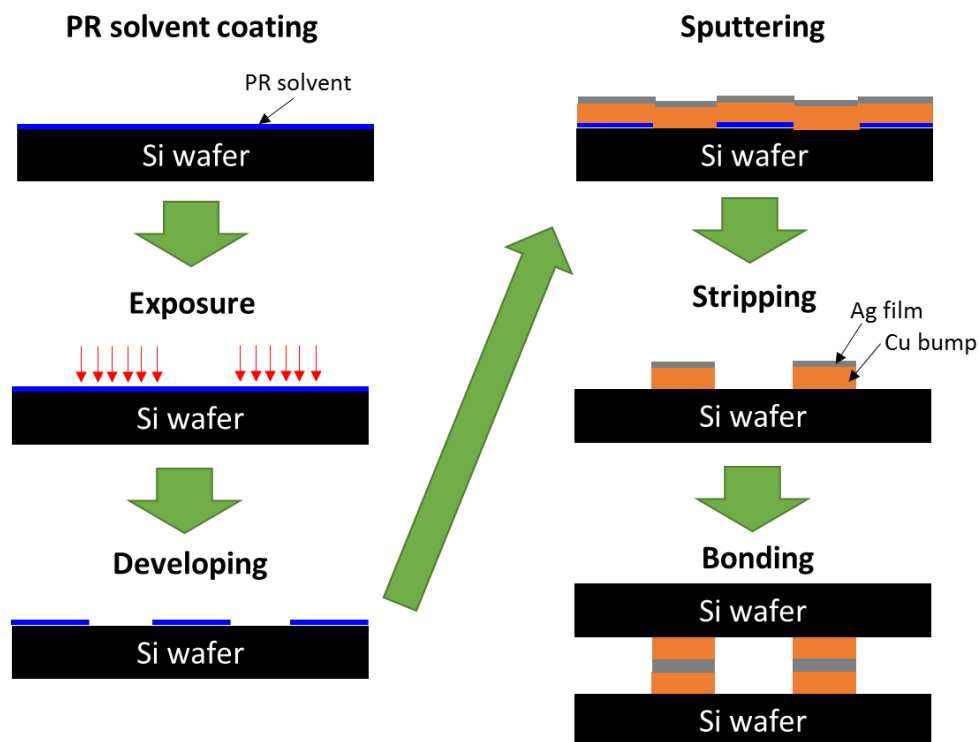 PR solvent coating
PR solvent
Si wafer
Exposure
Si wafer
Developing
Si wafer
Sputtering
Si wafer
Stripping
Ag film
Cu bump
Si wafer
Bonding
Si wafer
Si wafer